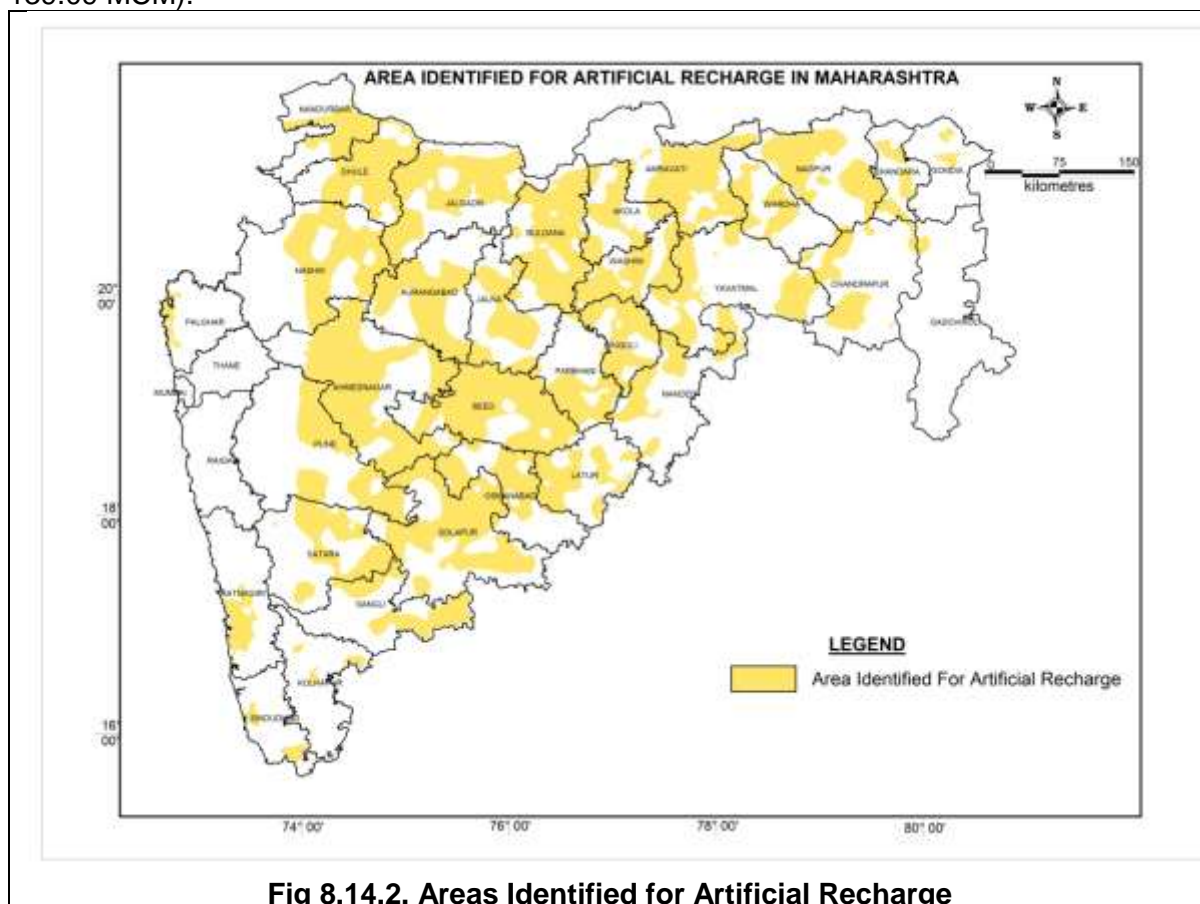 AREA IDENTIFIED FOR ARTIFICIAL RECHARGE IN MAHARASHTRA
N
W E
S
75 150
kilometres
NANDURBAR
DHULE
JALGAON
AMRAVATI
NAGPUR
BHANDARA
GONDIA
AKOLA
WARDHA
BULDANA
NASHIK
WASHIM
AURANGABAD
JALNA
YAVATMAL
CHANDRAPUR
GADCHIROLI
20°
00'
PALGHAR
THANE
MUMBAI
HINGOLI
PARBHANI
AHMEDNAGAR
BEED
NANDED
PUNE
RAIGAD
LATUR
OSMANABAD
18°
00'
SOLAPUR
SATARA
RATNAGIRI
SANGLI
LEGEND
Area Identified For Artificial Recharge
KOLHAPUR
SINDHUDURG
16°
00'
74° 00' 76° 00' 78° 00' 80° 00'
Fig 8.14.2. Areas Identified for Artificial Recharge